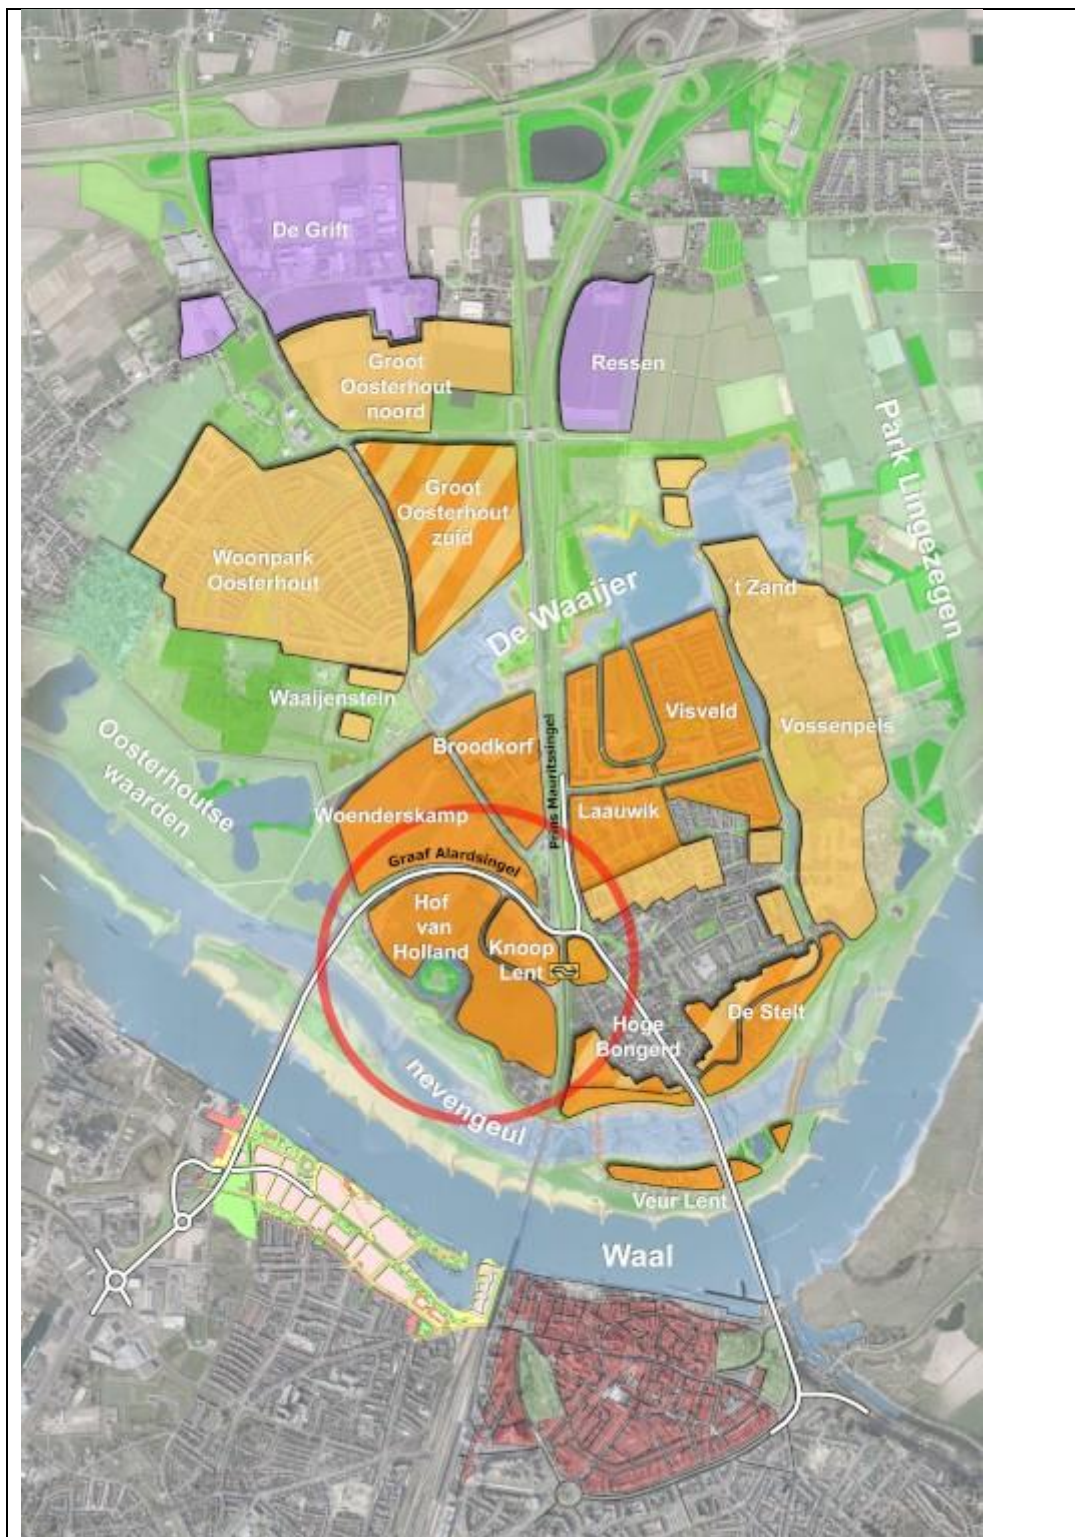 De Grift
Groot
Oosterhout
noord
Ressen
Park Lingezegen
Groot
Oosterhout
zuid
Woonpark
Oosterhout
De Waaijer
't Zand
Waaijenstein
Visveld
Vossenpels
Oosterhoutse
waarden
Broodkorf
Prins Mauritssingel
Woenderskamp
Laauwik
Graaf Alardsingel
Hof
van
Holland
Knoop
Lent
De Stelt
Hoge
Bongerd
nevengeul
Veur Lent
Waal